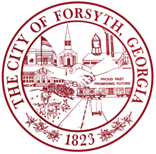 THE CITY OF FORSYTH, GEORGIA
PROUD PAST
PROMISING FUTURE
1823